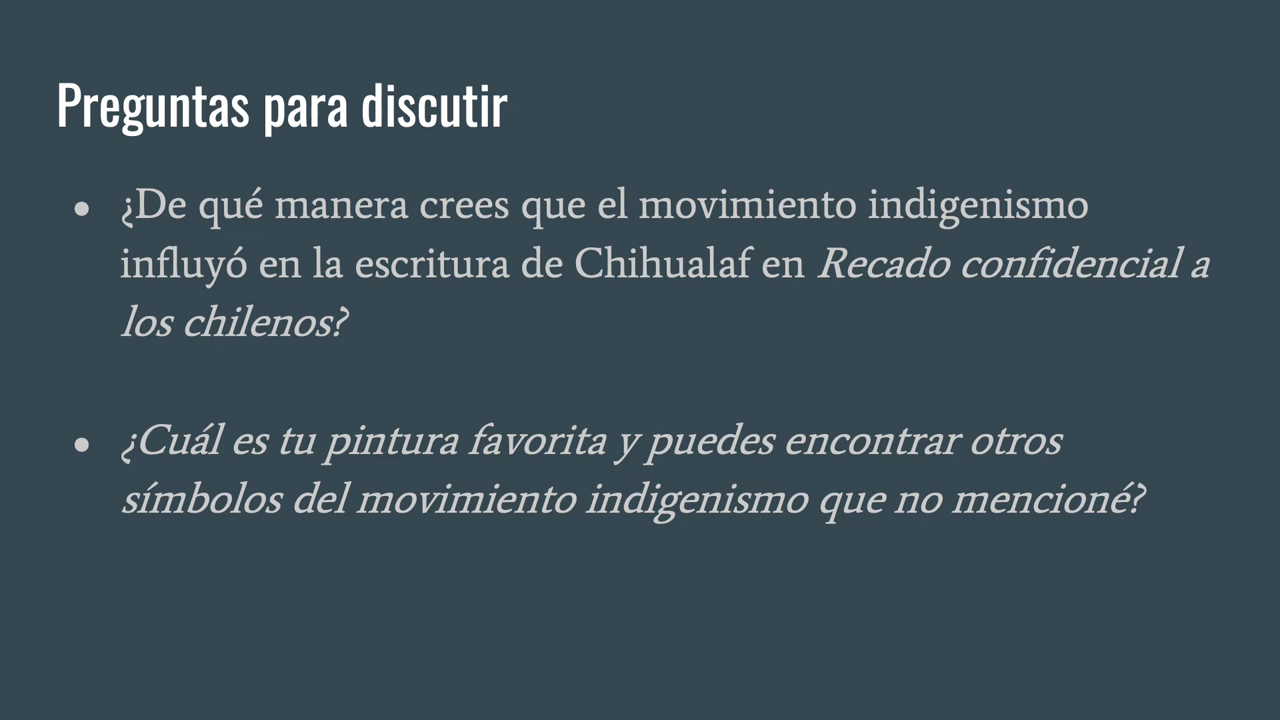 Preguntas para discutir
● ¿De qué manera crees que el movimiento indigenismo
influyó en la escritura de Chihualaf en Recado confidencial a
los chilenos?
● ¿Cuál es tu pintura favorita y puedes encontrar otros
símbolos del movimiento indigenismo que no mencioné?